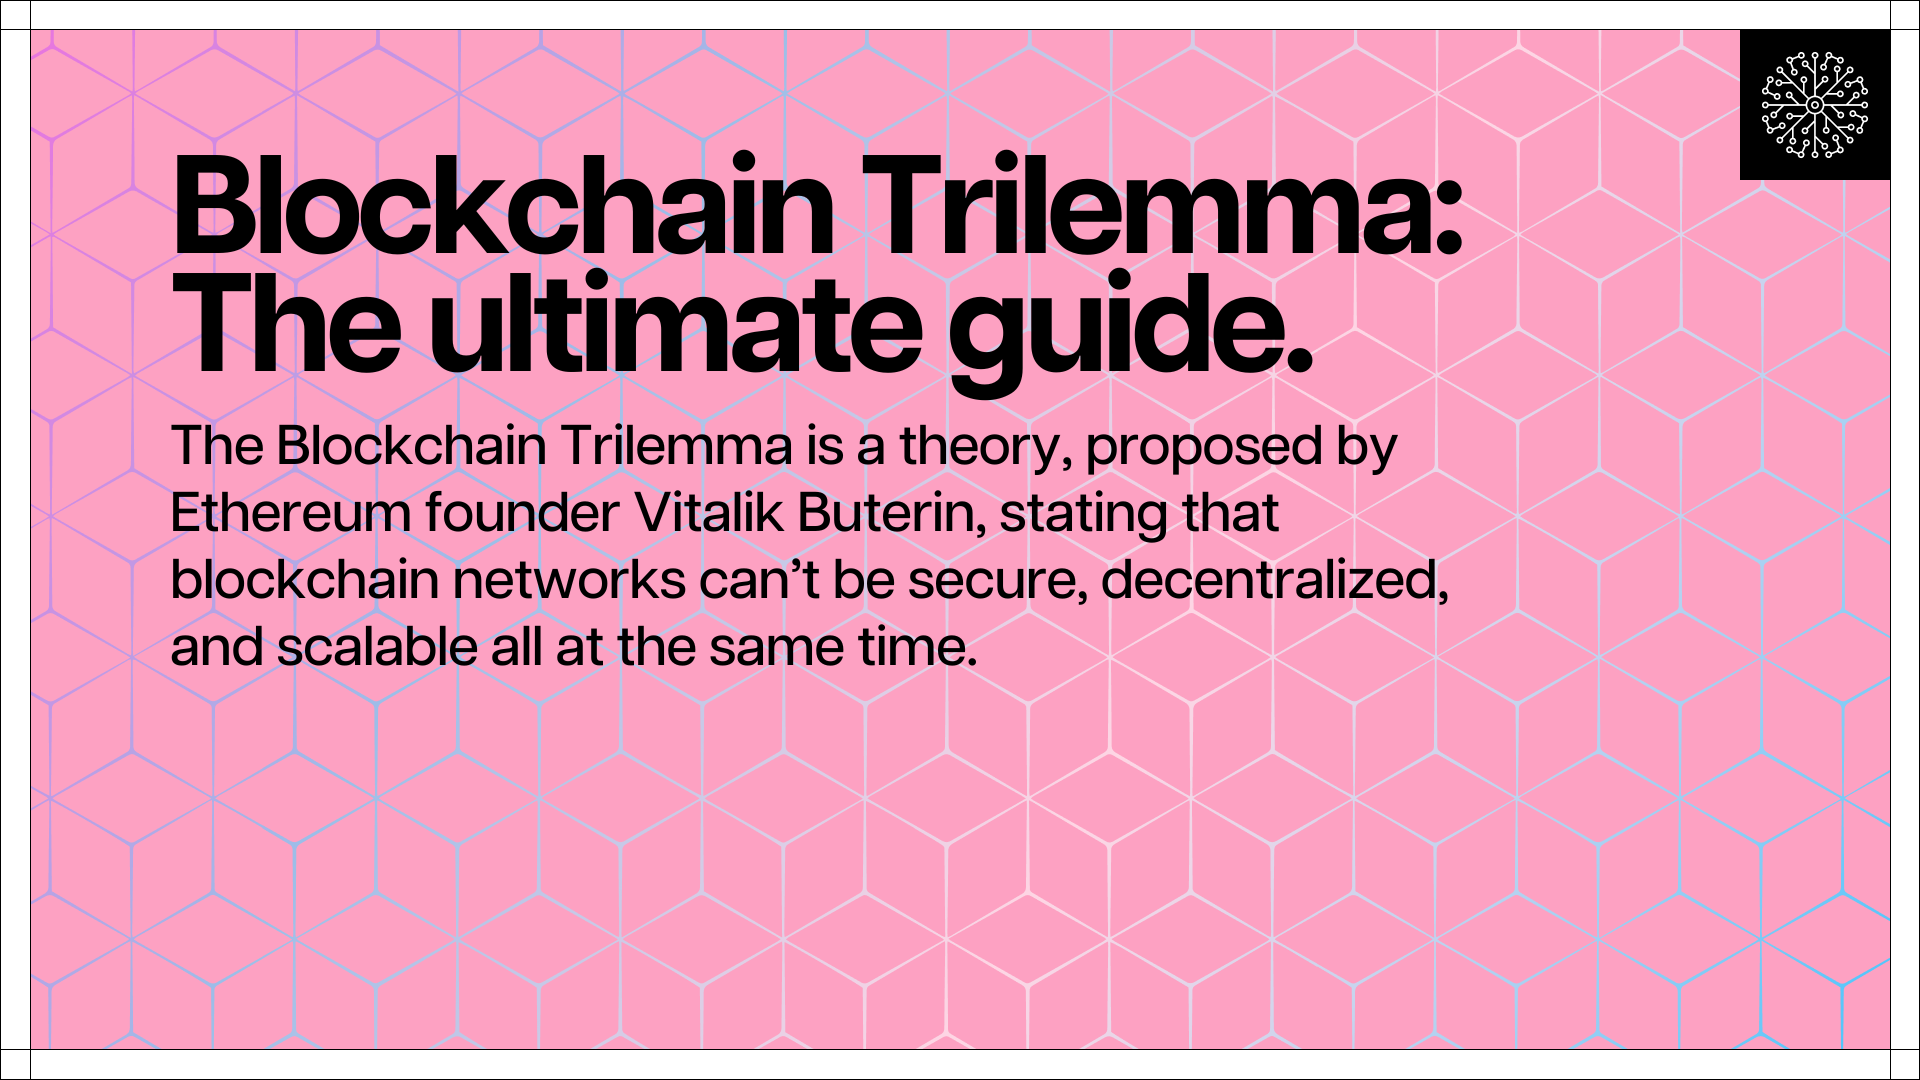 Blockchain Trilemma:
The ultimate guide.
The Blockchain Trilemma is a theory, proposed by
Ethereum founder Vitalik Buterin, stating that
blockchain networks can’t be secure, decentralized,
and scalable all at the same time.